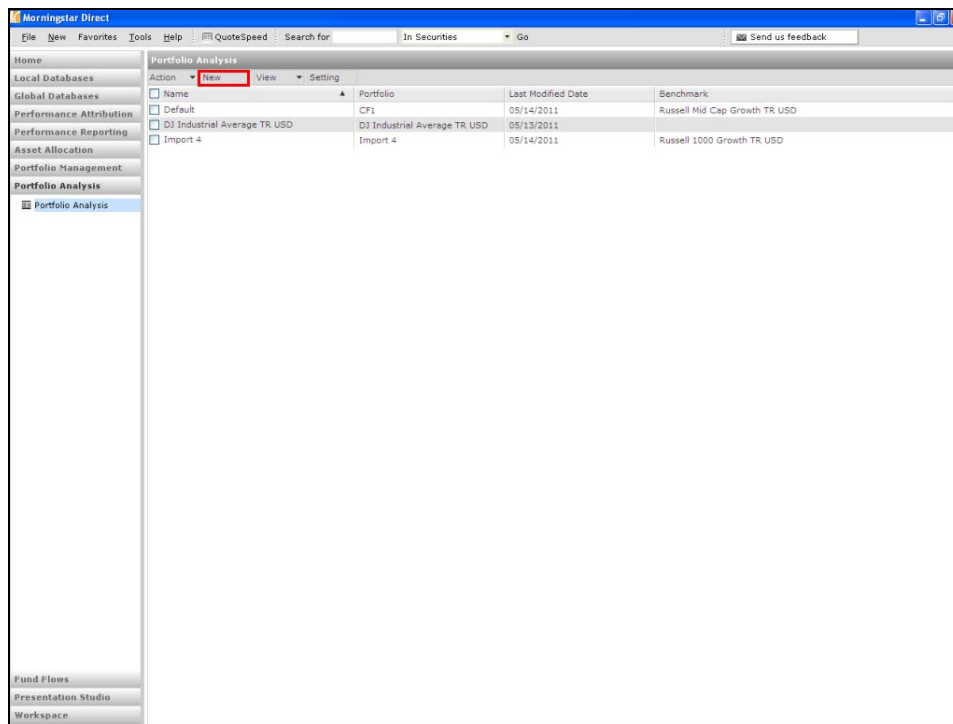 Morningstar Direct
File New Favorites Tools Help QuoteSpeed Search for In Securities Go Send us feedback
Home
Local Databases
Global Databases
Performance Attribution
Performance Reporting
Asset Allocation
Portfolio Management
Portfolio Analysis
Portfolio Analysis
Fund Flows
Presentation Studio
Workspace
Portfolio Analysis
Action New View Setting
Name Portfolio Last Modified Date Benchmark
Default CF1 05/14/2011 Russell Mid Cap Growth TR USD
DJ Industrial Average TR USD DJ Industrial Average TR USD 05/13/2011
Import 4 Import 4 05/14/2011 Russell 1000 Growth TR USD